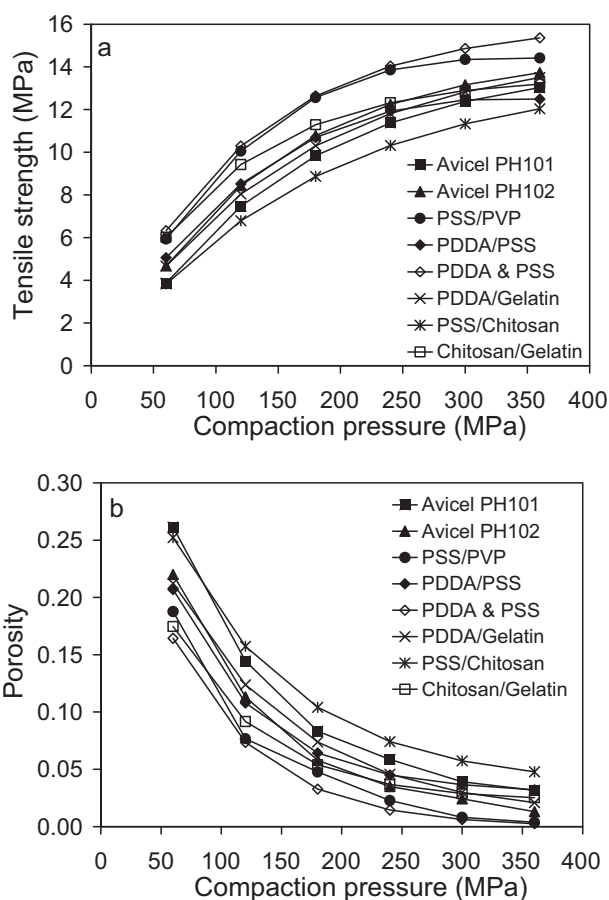 a
16
14
12
10
8
6
4
2
0
Tensile strength (MPa)
Avicel PH101
Avicel PH102
PSS/PVP
PDDA/PSS
PDDA & PSS
PDDA/Gelatin
PSS/Chitosan
Chitosan/Gelatin
0 50 100 150 200 250 300 350 400
Compaction pressure (MPa)
b
0.30
0.25
0.20
0.15
0.10
0.05
0.00
Porosity
Avicel PH101
Avicel PH102
PSS/PVP
PDDA/PSS
PDDA & PSS
PDDA/Gelatin
PSS/Chitosan
Chitosan/Gelatin
0 50 100 150 200 250 300 350 400
Compaction pressure (MPa)